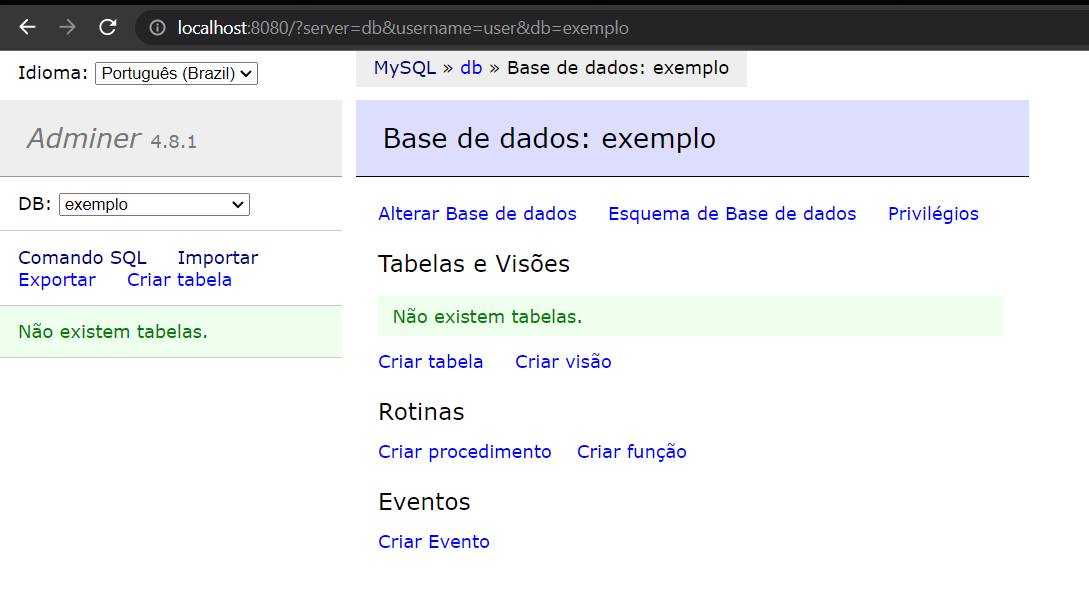 localhost:8080/?server=db&username=user&db=exemplo
Idioma: Português (Brazil)
MySQL » db » Base de dados: exemplo
Adminer 4.8.1
Base de dados: exemplo
DB: exemplo
Comando SQL Importar
Exportar Criar tabela
Não existem tabelas.
Alterar Base de dados Esquema de Base de dados Privilégios
Tabelas e Visões
Não existem tabelas.
Criar tabela Criar visão
Rotinas
Criar procedimento Criar função
Eventos
Criar Evento